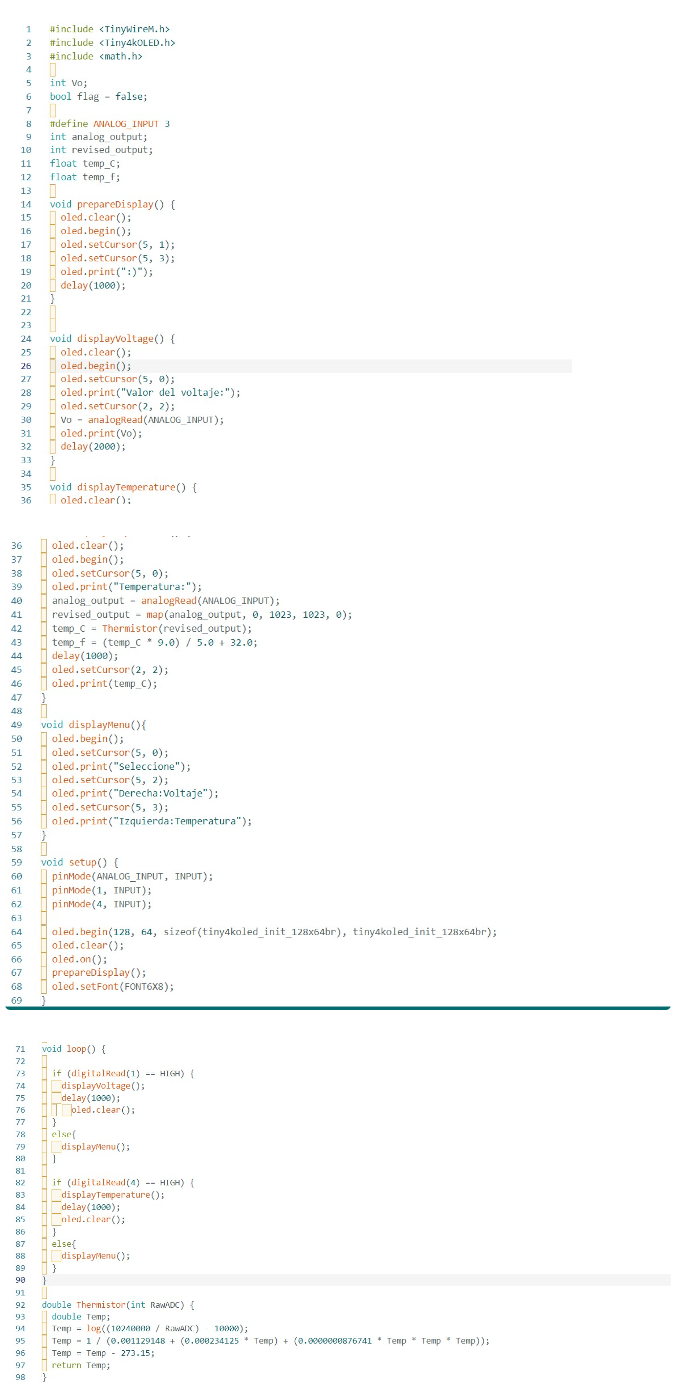 1 #include <TinyWireM.h>
2 #include <Tiny4kOLED.h>
3 #include <math.h>
4
5 int Vo;
6 bool flag = false;
7
8 #define ANALOG_INPUT 3
9 int analog_output;
10 int revised_output;
11 float temp_C;
12 float temp_f;
13
14 void prepareDisplay() {
15 oled.clear();
16 oled.begin();
17 oled.setCursor(5, 1);
18 oled.setCursor(5, 3);
19 oled.print(":)");
20 delay(1000);
21 }
22
23
24 void displayVoltage() {
25 oled.clear();
26 oled.begin();
27 oled.setCursor(5, 0);
28 oled.print("Valor del voltaje:");
29 oled.setCursor(2, 2);
30 Vo = analogRead(ANALOG_INPUT);
31 oled.print(Vo);
32 delay(2000);
33 }
34
35 void displayTemperature() {
36 oled.clear();
36 oled.clear();
37 oled.begin();
38 oled.setCursor(5, 0);
39 oled.print("Temperatura:");
40 analog_output = analogRead(ANALOG_INPUT);
41 revised_output = map(analog_output, 0, 1023, 1023, 0);
42 temp_C = Thermistor(revised_output);
43 temp_f = (temp_C * 9.0) / 5.0 + 32.0;
44 delay(1000);
45 oled.setCursor(2, 2);
46 oled.print(temp_C);
47 }
48
49 void displayMenu(){
50 oled.begin();
51 oled.setCursor(5, 0);
52 oled.print("Seleccione");
53 oled.setCursor(5, 2);
54 oled.print("Derecha:Voltaje");
55 oled.setCursor(5, 3);
56 oled.print("Izquierda:Temperatura");
57 }
58
59 void setup() {
60 pinMode(ANALOG_INPUT, INPUT);
61 pinMode(1, INPUT);
62 pinMode(4, INPUT);
63
64 oled.begin(128, 64, sizeof(tiny4koled_init_128x64br), tiny4koled_init_128x64br);
65 oled.clear();
66 oled.on();
67 prepareDisplay();
68 oled.setFont(FONT6X8);
69 }
71 void loop() {
72
73 if (digitalRead(1) == HIGH) {
74 displayVoltage();
75 delay(1000);
76 oled.clear();
77 }
78 else{
79 displayMenu();
80 }
81
82 if (digitalRead(4) == HIGH) {
83 displayTemperature();
84 delay(1000);
85 oled.clear();
86 }
87 else{
88 displayMenu();
89 }
90 }
91
92 double Thermistor(int RawADC) {
93 double Temp;
94 Temp = log((10240000 / RawADC) - 10000);
95 Temp = 1 / (0.001129148 + (0.000234125 * Temp) + (0.0000000876741 * Temp * Temp * Temp));
96 Temp = Temp - 273.15;
97 return Temp;
98 }